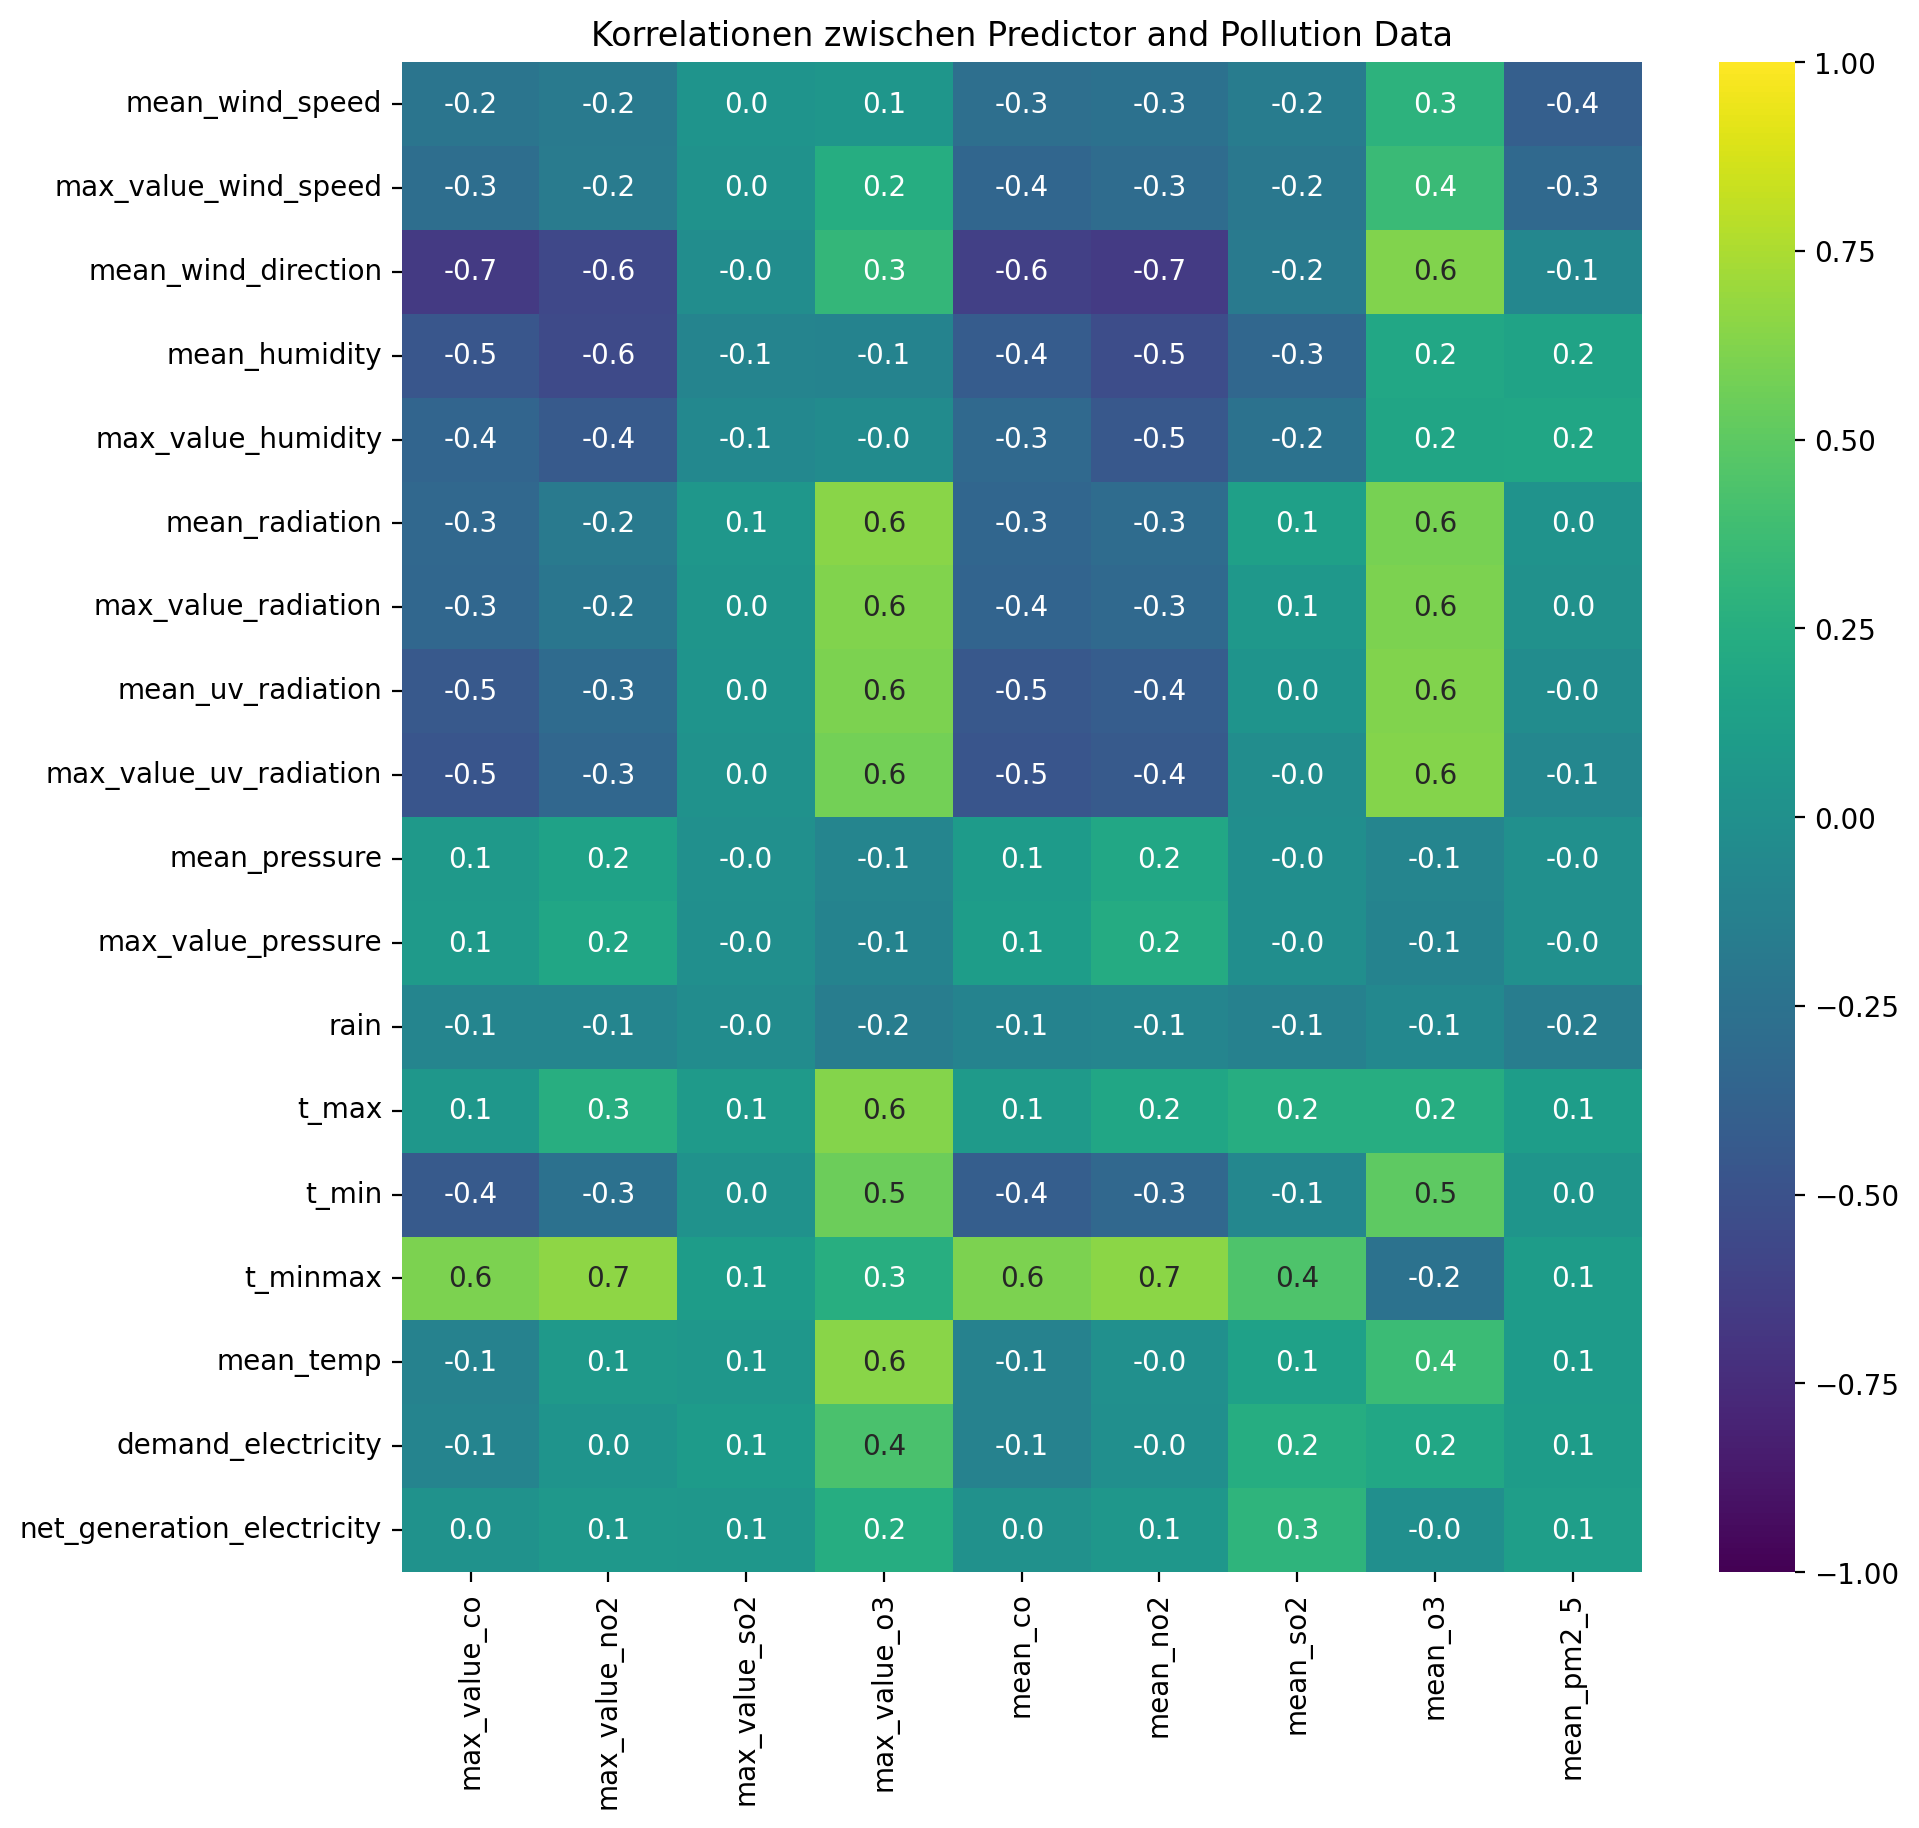 Korrelationen zwischen Predictor and Pollution Data
mean_wind_speed -0.2 -0.2 0.0 0.1 -0.3 -0.3 -0.2 0.3 -0.4
max_value_wind_speed -0.3 -0.2 0.0 0.2 -0.4 -0.3 -0.2 0.4 -0.3
mean_wind_direction -0.7 -0.6 -0.0 0.3 -0.6 -0.7 -0.2 0.6 -0.1
mean_humidity -0.5 -0.6 -0.1 -0.1 -0.4 -0.5 -0.3 0.2 0.2
max_value_humidity -0.4 -0.4 -0.1 -0.0 -0.3 -0.5 -0.2 0.2 0.2
mean_radiation -0.3 -0.2 0.1 0.6 -0.3 -0.3 0.1 0.6 0.0
max_value_radiation -0.3 -0.2 0.0 0.6 -0.4 -0.3 0.1 0.6 0.0
mean_uv_radiation -0.5 -0.3 0.0 0.6 -0.5 -0.4 0.0 0.6 -0.0
max_value_uv_radiation -0.5 -0.3 0.0 0.6 -0.5 -0.4 -0.0 0.6 -0.1
mean_pressure 0.1 0.2 -0.0 -0.1 0.1 0.2 -0.0 -0.1 -0.0
max_value_pressure 0.1 0.2 -0.0 -0.1 0.1 0.2 -0.0 -0.1 -0.0
rain -0.1 -0.1 -0.0 -0.2 -0.1 -0.1 -0.1 -0.1 -0.2
t_max 0.1 0.3 0.1 0.6 0.1 0.2 0.2 0.2 0.1
t_min -0.4 -0.3 0.0 0.5 -0.4 -0.3 -0.1 0.5 0.0
t_minmax 0.6 0.7 0.1 0.3 0.6 0.7 0.4 -0.2 0.1
mean_temp -0.1 0.1 0.1 0.6 -0.1 -0.0 0.1 0.4 0.1
demand_electricity -0.1 0.0 0.1 0.4 -0.1 -0.0 0.2 0.2 0.1
net_generation_electricity 0.0 0.1 0.1 0.2 0.0 0.1 0.3 -0.0 0.1
max_value_co
max_value_no2
max_value_so2
max_value_o3
mean_co
mean_no2
mean_so2
mean_o3
mean_pm2_5
1.00
0.75
0.50
0.25
0.00
−0.25
−0.50
−0.75
−1.00